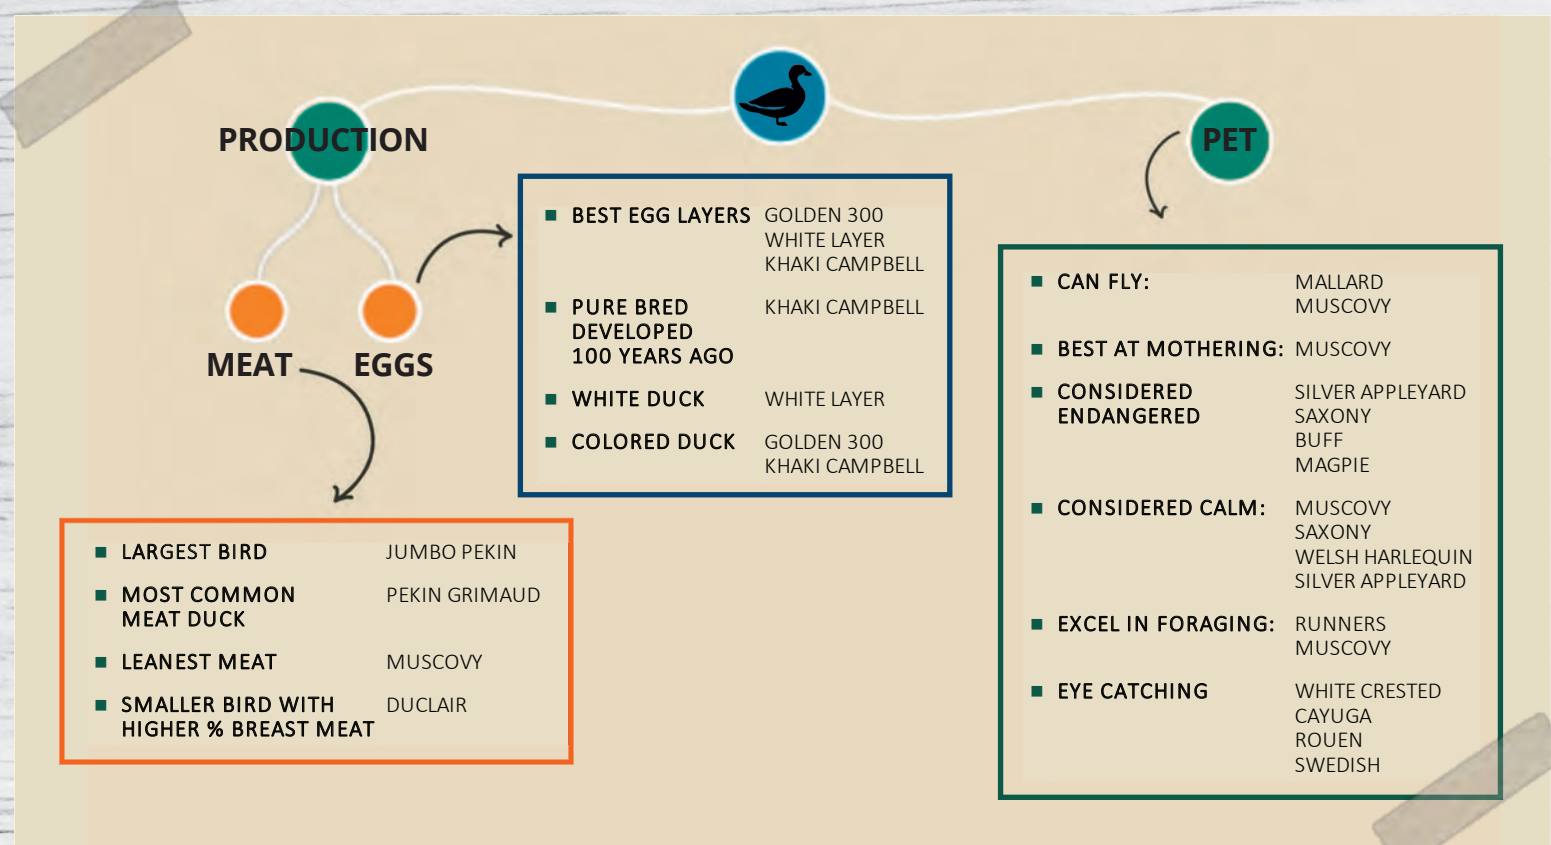 PRODUCTION
PET
MEAT
EGGS
BEST EGG LAYERS GOLDEN 300
WHITE LAYER
KHAKI CAMPBELL
PURE BRED KHAKI CAMPBELL
DEVELOPED
100 YEARS AGO
WHITE DUCK WHITE LAYER
COLORED DUCK GOLDEN 300
KHAKI CAMPBELL
LARGEST BIRD JUMBO PEKIN
MOST COMMON PEKIN GRIMAUD
MEAT DUCK
LEANEST MEAT MUSCOVY
SMALLER BIRD WITH DUCLAIR
HIGHER % BREAST MEAT
CAN FLY: MALLARD
MUSCOVY
BEST AT MOTHERING: MUSCOVY
CONSIDERED SILVER APPLEYARD
ENDANGERED SAXONY
BUFF
MAGPIE
CONSIDERED CALM: MUSCOVY
SAXONY
WELSH HARLEQUIN
SILVER APPLEYARD
EXCEL IN FORAGING: RUNNERS
MUSCOVY
EYE CATCHING WHITE CRESTED
CAYUGA
ROUEN
SWEDISH